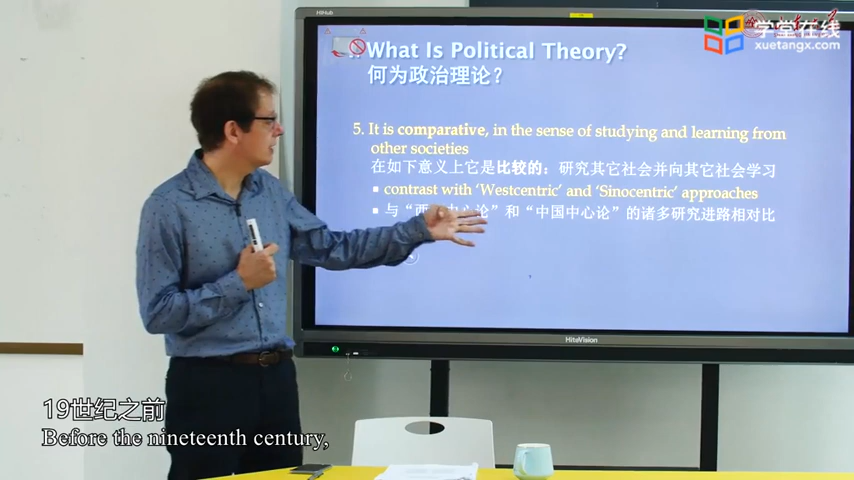 HiHub
学堂在线
xuetangx.com
What Is Political Theory?
何为政治理论？
5. It is comparative, in the sense of studying and learning from
other societies
在如下意义上它是比较的：研究其它社会并向其它社会学习
▪ contrast with ‘Westcentric’ and ‘Sinocentric’ approaches
▪ 与“西 中心论”和“中国中心论”的诸多研究进路相对比
HiteVision
19世纪之前
Before the nineteenth century,